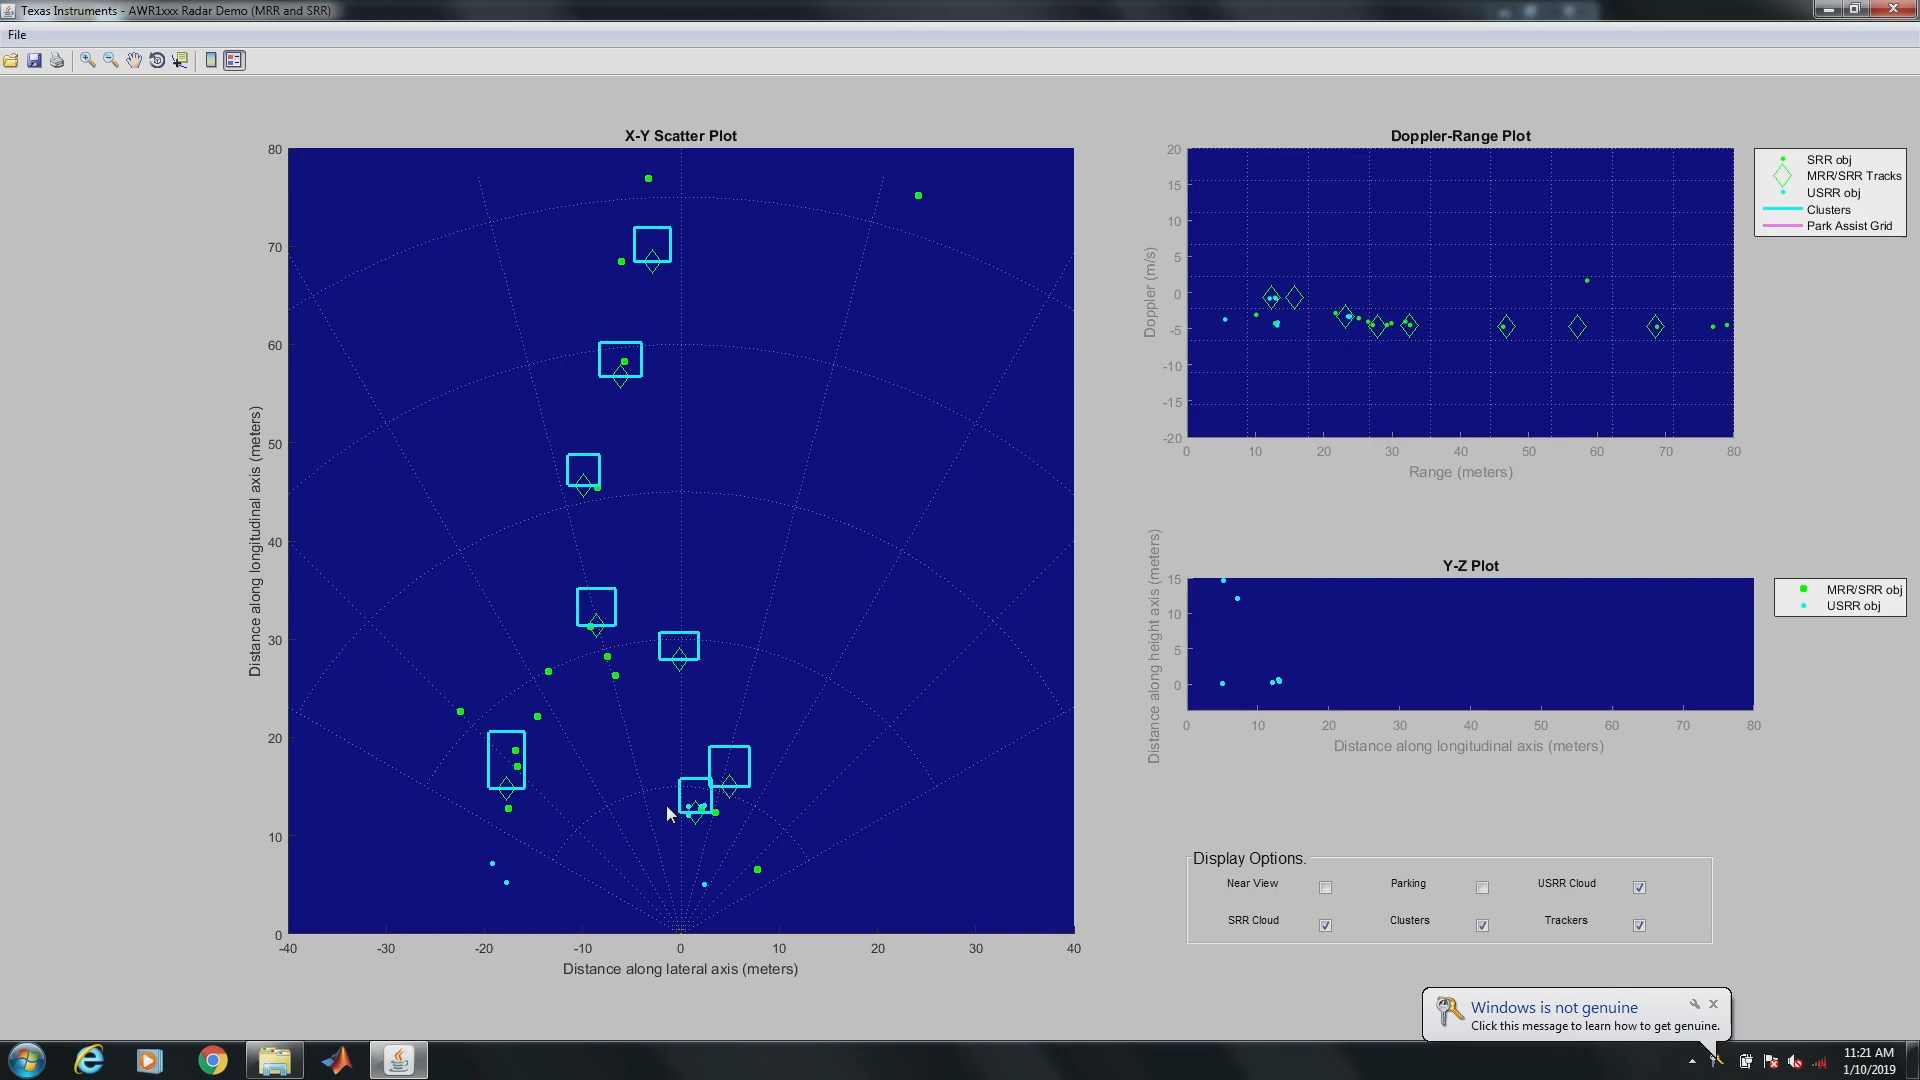 Texas Instruments - AWR1xxx Radar Demo (MRR and SRR)
File
X-Y Scatter Plot
80
70
60
50
40
30
20
10
0
-40 -30 -20 -10 0 10 20 30 40
Distance along longitudinal axis (meters)
Distance along lateral axis (meters)
Doppler-Range Plot
20
15
10
5
0
-5
-10
-15
-20
0 10 20 30 40 50 60 70 80
Doppler (m/s)
Range (meters)
SRR obj
MRR/SRR Tracks
USRR obj
Clusters
Park Assist Grid
Y-Z Plot
15
10
5
0
0 10 20 30 40 50 60 70 80
Distance along height axis (meters)
Distance along longitudinal axis (meters)
MRR/SRR obj
USRR obj
Display Options.
Near View Parking USRR Cloud
SRR Cloud Clusters Trackers
Windows is not genuine
Click this message to learn how to get genuine.
11:21 AM
1/10/2019